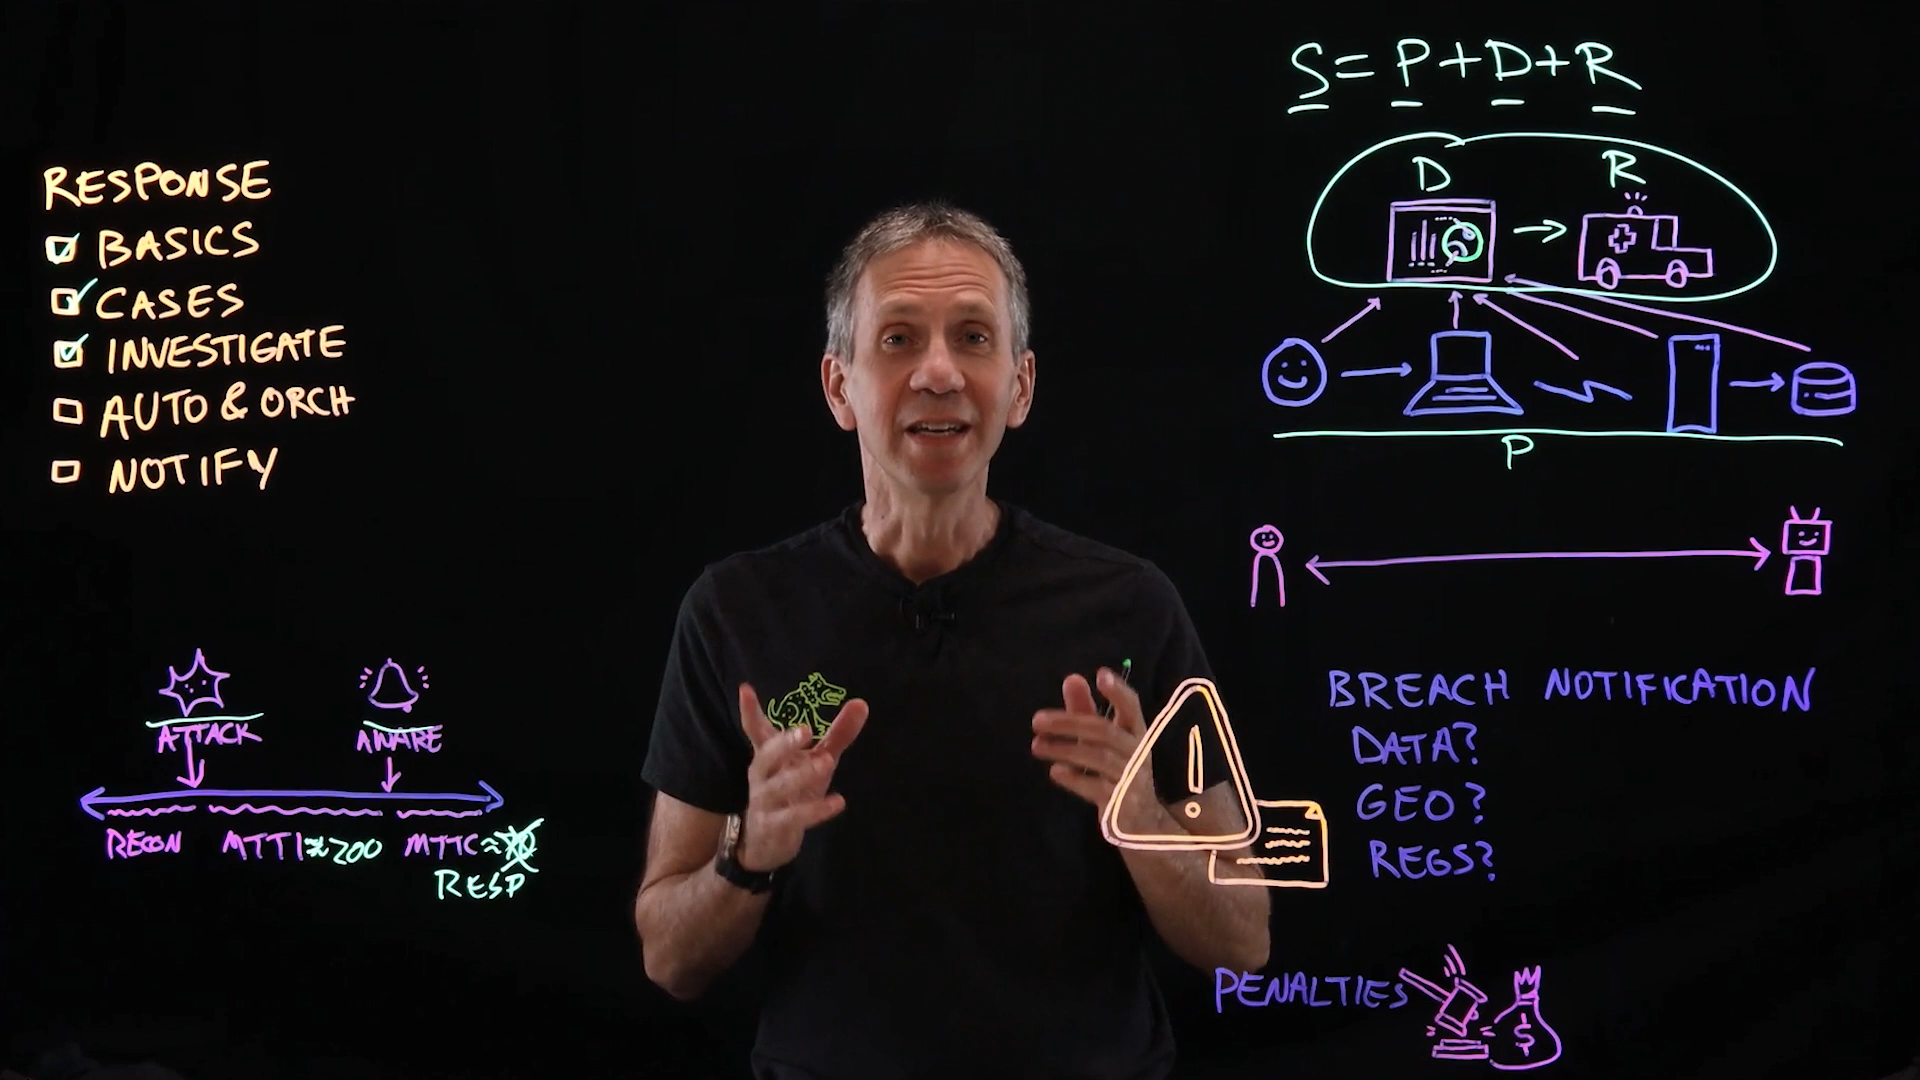 RESPONSE
BASICS
CASES
INVESTIGATE
AUTO & ORCH
NOTIFY
ATTACK
AWARE
RECON MTTI≈200 MTTC≈
RESP
S=P+D+R
D R
P
BREACH NOTIFICATION
DATA?
GEO?
REGS?
!
PENALTIES
$